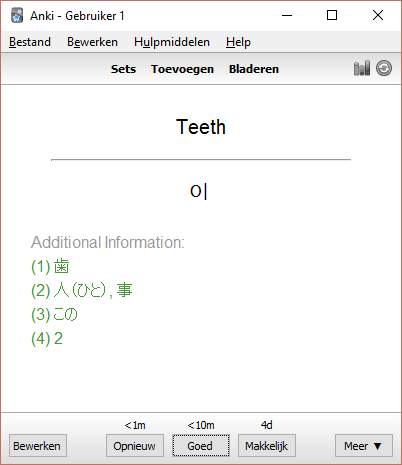 Anki - Gebruiker 1
Bestand Bewerken Hulpmiddelen Help
Sets Toevoegen Bladeren
Teeth
이
Additional Information:
(1) 歯
(2) 人(ひと) , 事
(3) この
(4) 2
<1m <10m 4d
Bewerken Opnieuw Goed Makkelijk Meer ▼